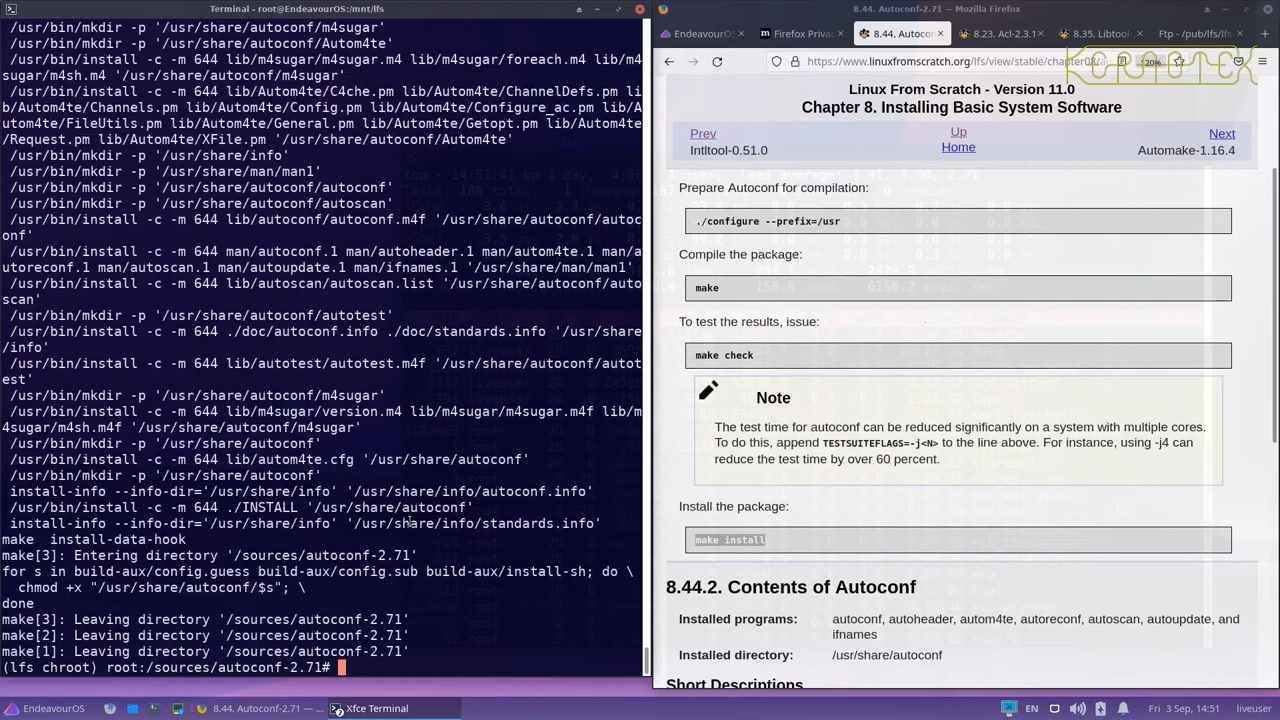 Terminal - root@EndeavourOS:/mnt/lfs
/usr/bin/mkdir -p '/usr/share/autoconf/m4sugar'
/usr/bin/mkdir -p '/usr/share/autoconf/Autom4te'
/usr/bin/install -c -m 644 lib/m4sugar/m4sugar.m4 lib/m4sugar/foreach.m4 lib/m4
sugar/m4sh.m4 '/usr/share/autoconf/m4sugar'
/usr/bin/install -c -m 644 lib/Autom4te/C4che.pm lib/Autom4te/ChannelDefs.pm li
b/Autom4te/Channels.pm lib/Autom4te/Config.pm lib/Autom4te/Configure_ac.pm lib/A
utom4te/FileUtils.pm lib/Autom4te/General.pm lib/Autom4te/Getopt.pm lib/Autom4te
/Request.pm lib/Autom4te/XFile.pm '/usr/share/autoconf/Autom4te'
/usr/bin/mkdir -p '/usr/share/info'
/usr/bin/mkdir -p '/usr/share/man/man1'
/usr/bin/mkdir -p '/usr/share/autoconf/autoconf'
/usr/bin/mkdir -p '/usr/share/autoconf/autoscan'
/usr/bin/install -c -m 644 lib/autoconf/autoconf.m4f '/usr/share/autoconf/autoc
onf'
/usr/bin/install -c -m 644 man/autoconf.1 man/autoheader.1 man/autom4te.1 man/a
utoreconf.1 man/autoscan.1 man/autoupdate.1 man/ifnames.1 '/usr/share/man/man1'
/usr/bin/install -c -m 644 lib/autoscan/autoscan.list '/usr/share/autoconf/auto
scan'
/usr/bin/mkdir -p '/usr/share/autoconf/autotest'
/usr/bin/install -c -m 644 ./doc/autoconf.info ./doc/standards.info '/usr/share
/info'
/usr/bin/install -c -m 644 lib/autotest/autotest.m4f '/usr/share/autoconf/autot
est'
/usr/bin/mkdir -p '/usr/share/autoconf/m4sugar'
/usr/bin/install -c -m 644 lib/m4sugar/version.m4 lib/m4sugar/m4sugar.m4f lib/m
4sugar/m4sh.m4f '/usr/share/autoconf/m4sugar'
/usr/bin/mkdir -p '/usr/share/autoconf'
/usr/bin/install -c -m 644 lib/autom4te.cfg '/usr/share/autoconf'
/usr/bin/mkdir -p '/usr/share/autoconf'
install-info --info-dir='/usr/share/info' '/usr/share/info/autoconf.info'
/usr/bin/install -c -m 644 ./INSTALL '/usr/share/autoconf'
install-info --info-dir='/usr/share/info' '/usr/share/info/standards.info'
make  install-data-hook
make[3]: Entering directory '/sources/autoconf-2.71'
for s in build-aux/config.guess build-aux/config.sub build-aux/install-sh; do \
chmod +x "/usr/share/autoconf/$s"; \
done
make[3]: Leaving directory '/sources/autoconf-2.71'
make[2]: Leaving directory '/sources/autoconf-2.71'
make[1]: Leaving directory '/sources/autoconf-2.71'
(lfs chroot) root:/sources/autoconf-2.71#
8.44. Autoconf-2.71 — Mozilla Firefox
EndeavourOS
Firefox Priva
8.44. Autocon
8.23. Acl-2.3.1
8.35. Libtool-
Ftp - /pub/lfs/lfs
https://www.linuxfromscratch.org/lfs/view/stable/chapter08/a
120%
Linux From Scratch - Version 11.0
Chapter 8. Installing Basic System Software
Prev Up Next
Intltool-0.51.0 Home Automake-1.16.4
Prepare Autoconf for compilation:
./configure --prefix=/usr
Compile the package:
make
To test the results, issue:
make check
Note
The test time for autoconf can be reduced significantly on a system with multiple cores.
To do this, append TESTSUITEFLAGS=-j<N> to the line above. For instance, using -j4 can
reduce the test time by over 60 percent.
Install the package:
make install
8.44.2. Contents of Autoconf
Installed programs: autoconf, autoheader, autom4te, autoreconf, autoscan, autoupdate, and
ifnames
Installed directory: /usr/share/autoconf
Short Descriptions
EndeavourOS
8.44. Autoconf-2.71 — ...
Xfce Terminal
EN
Fri 3 Sep, 14:51
liveuser